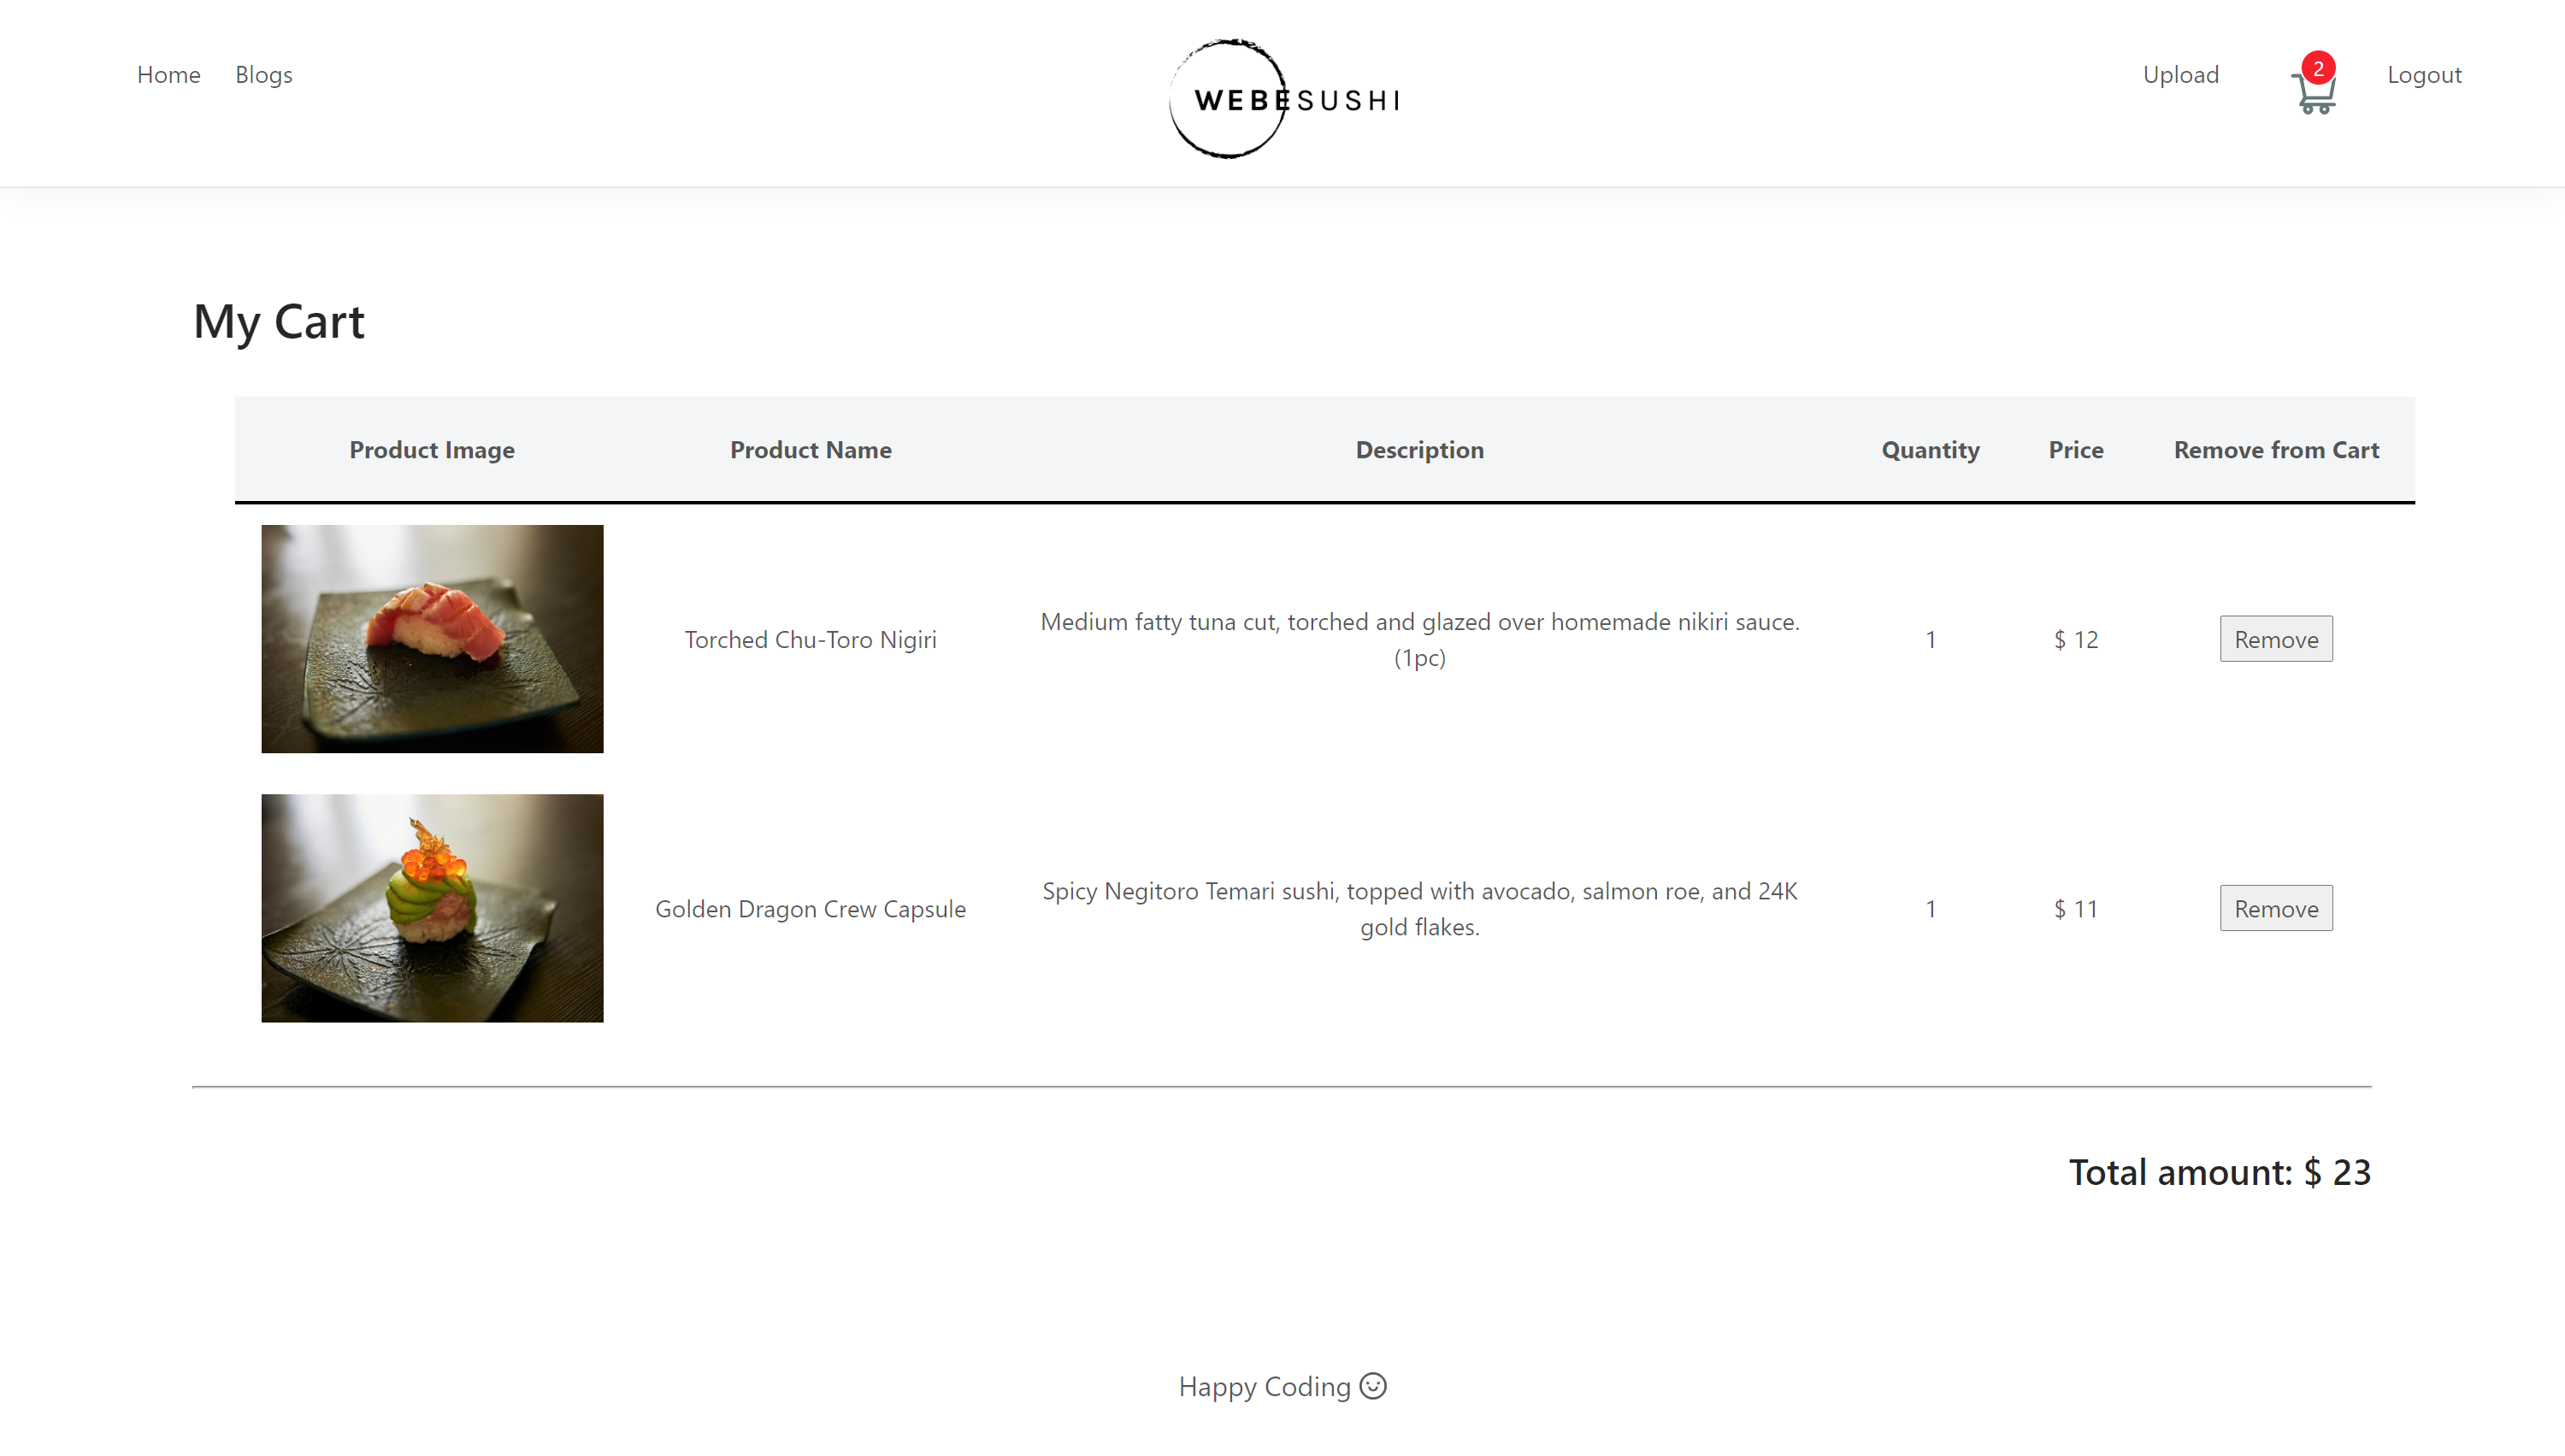 Home Blogs
WEBESUSHI
Upload 2 Logout
My Cart
Product Image Product Name Description Quantity Price Remove from Cart
Torched Chu-Toro Nigiri
Medium fatty tuna cut, torched and glazed over homemade nikiri sauce.
(1pc)
1 $ 12 Remove
Golden Dragon Crew Capsule
Spicy Negitoro Temari sushi, topped with avocado, salmon roe, and 24K
gold flakes.
1 $ 11 Remove
Total amount: $ 23
Happy Coding